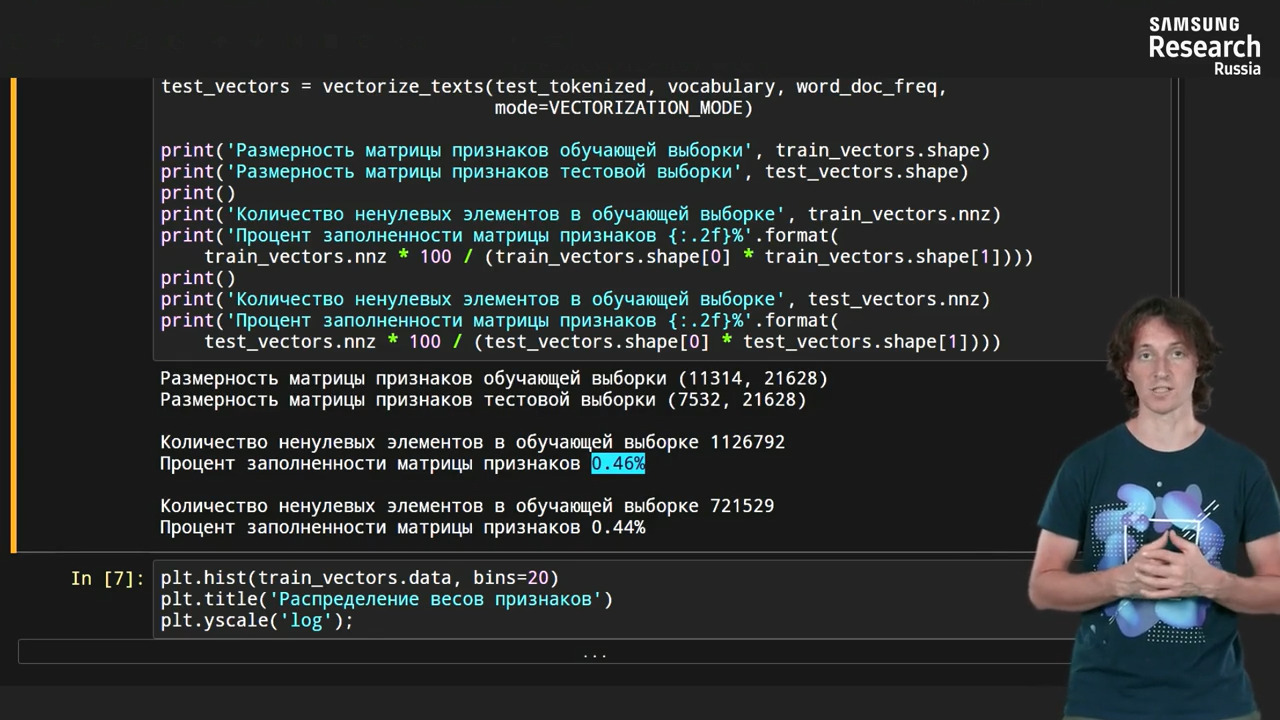 SAMSUNG
Research
Russia
test_vectors = vectorize_texts(test_tokenized, vocabulary, word_doc_freq,
mode=VECTORIZATION_MODE)
print('Размерность матрицы признаков обучающей выборки', train_vectors.shape)
print('Размерность матрицы признаков тестовой выборки', test_vectors.shape)
print()
print('Количество ненулевых элементов в обучающей выборке', train_vectors.nnz)
print('Процент заполненности матрицы признаков {:.2f}%'.format(
train_vectors.nnz * 100 / (train_vectors.shape[0] * train_vectors.shape[1])))
print()
print('Количество ненулевых элементов в обучающей выборке', test_vectors.nnz)
print('Процент заполненности матрицы признаков {:.2f}%'.format(
test_vectors.nnz * 100 / (test_vectors.shape[0] * test_vectors.shape[1])))
Размерность матрицы признаков обучающей выборки (11314, 21628)
Размерность матрицы признаков тестовой выборки (7532, 21628)
Количество ненулевых элементов в обучающей выборке 1126792
Процент заполненности матрицы признаков 0.46%
Количество ненулевых элементов в обучающей выборке 721529
Процент заполненности матрицы признаков 0.44%
In [7]: plt.hist(train_vectors.data, bins=20)
plt.title('Распределение весов признаков')
plt.yscale('log');
...